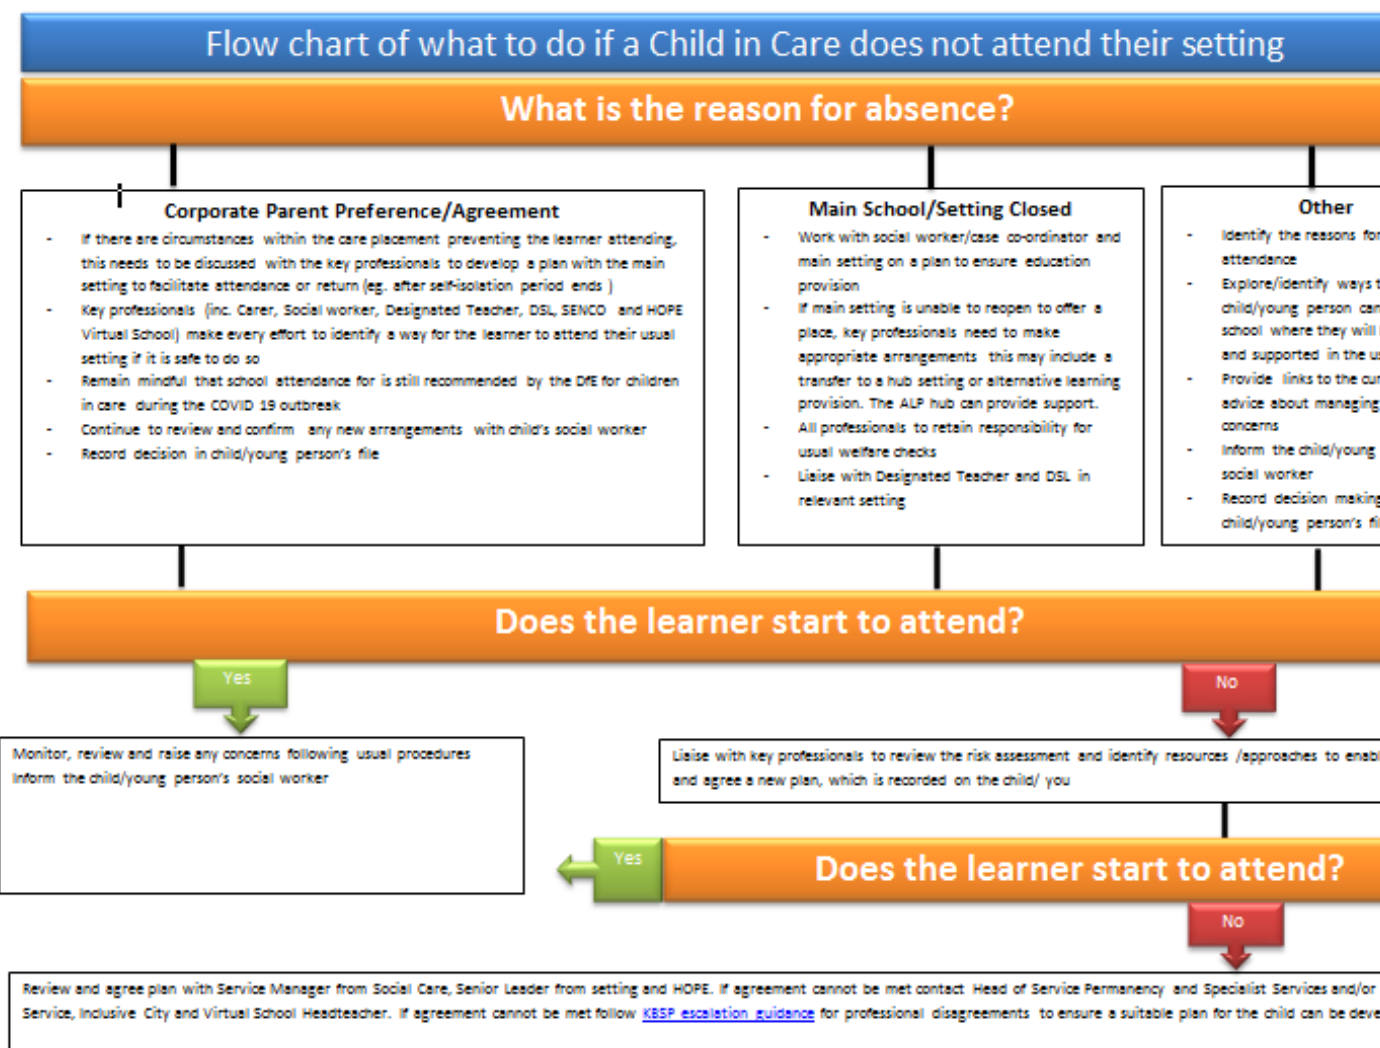 Flow chart of what to do if a Child in Care does not attend their setting
What is the reason for absence?
Corporate Parent Preference/Agreement
- If there are circumstances within the care placement preventing the learner attending,
this needs to be discussed with the key professionals to develop a plan with the main
setting to facilitate attendance or return (eg. after self-isolation period ends )
- Key professionals (inc. Carer, Social worker, Designated Teacher, DSL, SENCO and HOPE
Virtual School) make every effort to identify a way for the learner to attend their usual
setting if it is safe to do so
- Remain mindful that school attendance for is still recommended by the DfE for children
in care during the COVID 19 outbreak
- Continue to review and confirm any new arrangements with child's social worker
- Record decision in child/young person's file
Main School/Setting Closed
- Work with social worker/case co-ordinator and
main setting on a plan to ensure education
provision
- If main setting is unable to reopen to offer a
place, key professionals need to make
appropriate arrangements this may include a
transfer to a hub setting or alternative learning
provision. The ALP hub can provide support.
- All professionals to retain responsibility for
usual welfare checks
- Liaise with Designated Teacher and DSL in
relevant setting
Other
- Identify the reasons for
attendance
- Explore/identify ways
child/young person can
school where they will
and supported in the
- Provide links to the
advice about managing
concerns
- Inform the child/young
social worker
- Record decision making
child/young person's
Does the learner start to attend?
Yes
No
Monitor, review and raise any concerns following usual procedures
Inform the child/young person's social worker
Liaise with key professionals to review the risk assessment and identify resources /approaches to
and agree a new plan, which is recorded on the child/ you
Yes
Does the learner start to attend?
No
Review and agree plan with Service Manager from Social Care, Senior Leader from setting and HOPE. If agreement cannot be met contact Head of Service Permanency and Specialist Services and/or
Service, Inclusive City and Virtual School Headteacher. If agreement cannot be met follow KBSP escalation guidance for professional disagreements to ensure a suitable plan for the child can be